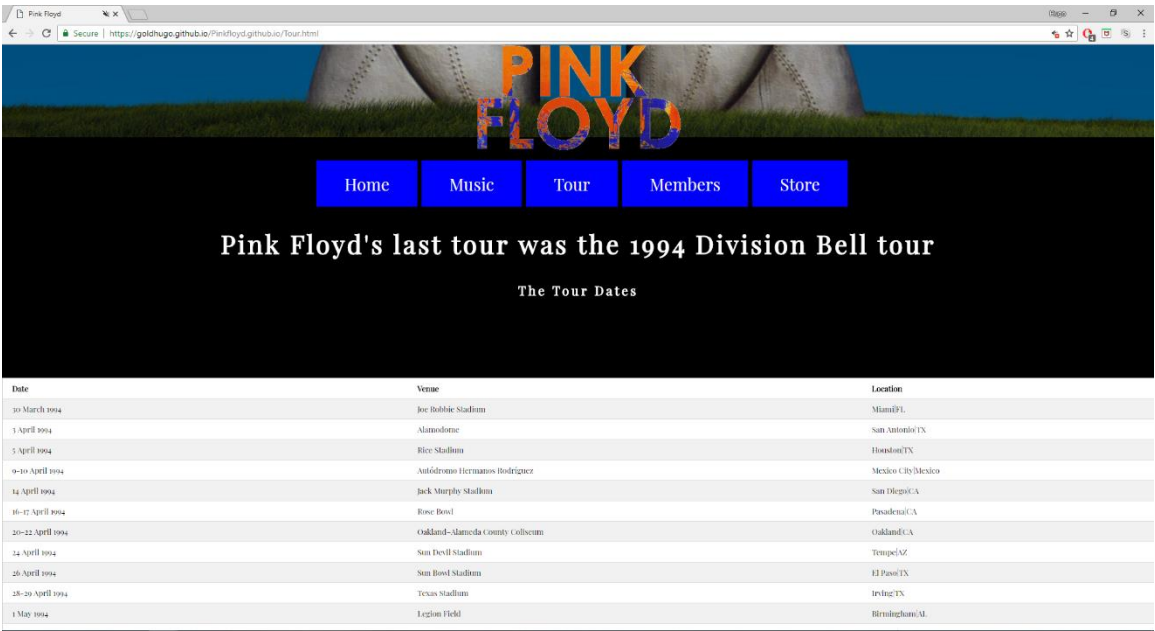 Pink Floyd
Hugo
Secure | https://goldhugo.github.io/Pinkfloyd.github.io/Tour.html
PINK
FLOYD
Home Music Tour Members Store
Pink Floyd's last tour was the 1994 Division Bell tour
The Tour Dates
Date Venue Location
30 March 1994 Joe Robbie Stadium Miami|FL
3 April 1994 Alamodome San Antonio|TX
5 April 1994 Rice Stadium Houston|TX
9-10 April 1994 Autódromo Hermanos Rodríguez Mexico City|Mexico
14 April 1994 Jack Murphy Stadium San Diego|CA
16-17 April 1994 Rose Bowl Pasadena|CA
20-22 April 1994 Oakland–Alameda County Coliseum Oakland|CA
24 April 1994 Sun Devil Stadium Tempe|AZ
26 April 1994 Sun Bowl Stadium El Paso|TX
28-29 April 1994 Texas Stadium Irving|TX
1 May 1994 Legion Field Birmingham|AL